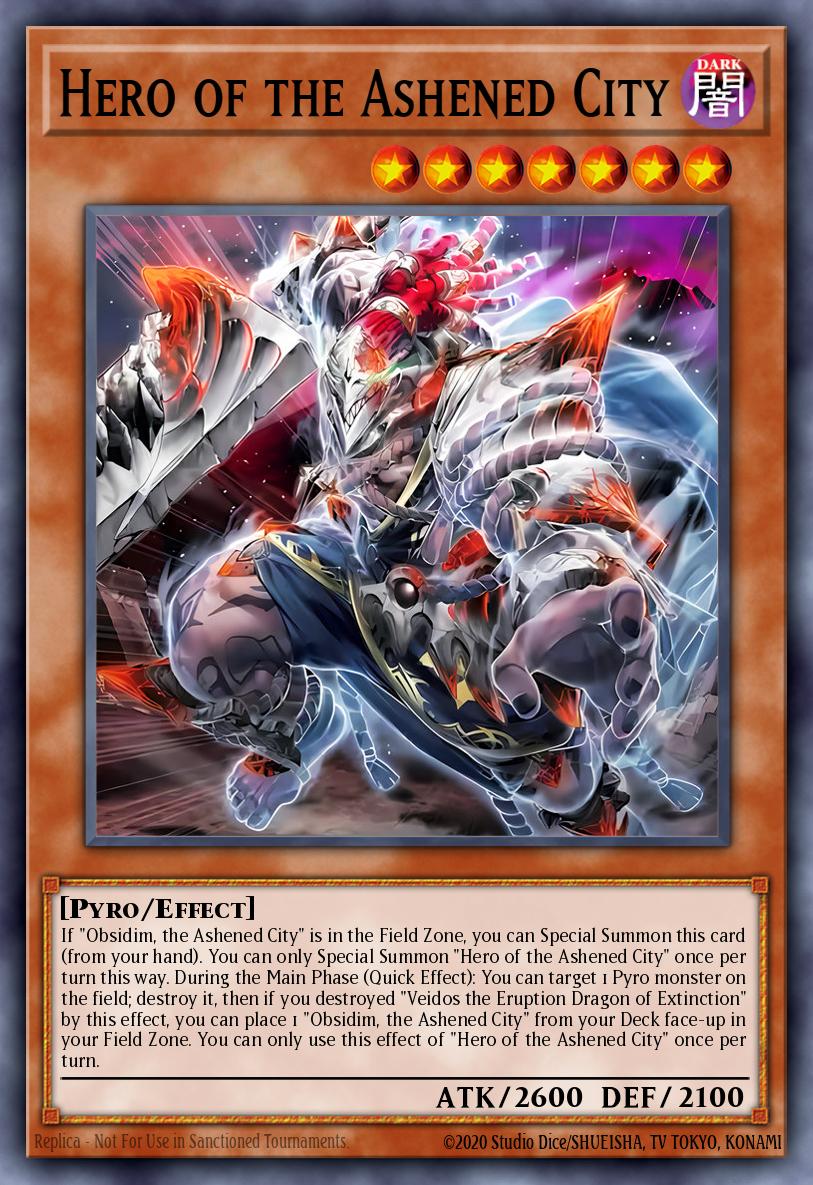 Hero of the Ashened City
DARK
闇
[Pyro/Effect]
If "Obsidim, the Ashened City" is in the Field Zone, you can Special Summon this card
(from your hand). You can only Special Summon "Hero of the Ashened City" once per
turn this way. During the Main Phase (Quick Effect): You can target 1 Pyro monster on
the field; destroy it, then if you destroyed "Veidos the Eruption Dragon of Extinction"
by this effect, you can place 1 "Obsidim, the Ashened City" from your Deck face-up in
your Field Zone. You can only use this effect of "Hero of the Ashened City" once per
turn.
ATK/2600 DEF/2100
Replica - Not For Use in Sanctioned Tournaments.
©2020 Studio Dice/SHUEISHA, TV TOKYO, KONAMI